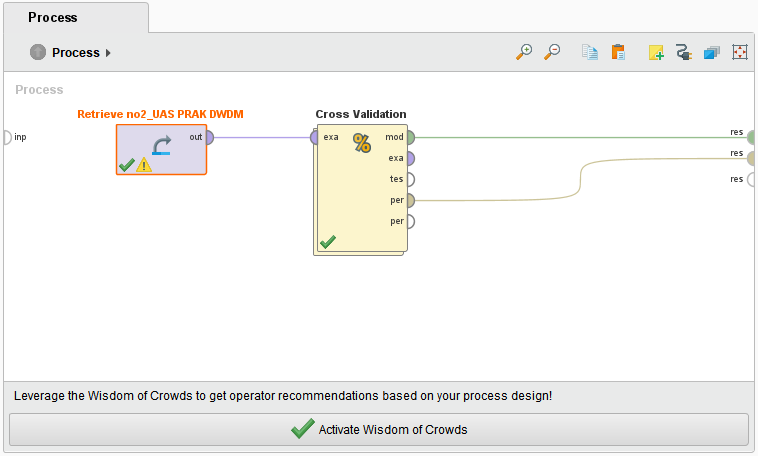 Process
Process
Process
Retrieve no2_UAS PRAK DWDM
Cross Validation
inp
out
exa
mod
exa
tes
per
per
res
res
res
Leverage the Wisdom of Crowds to get operator recommendations based on your process design!
Activate Wisdom of Crowds